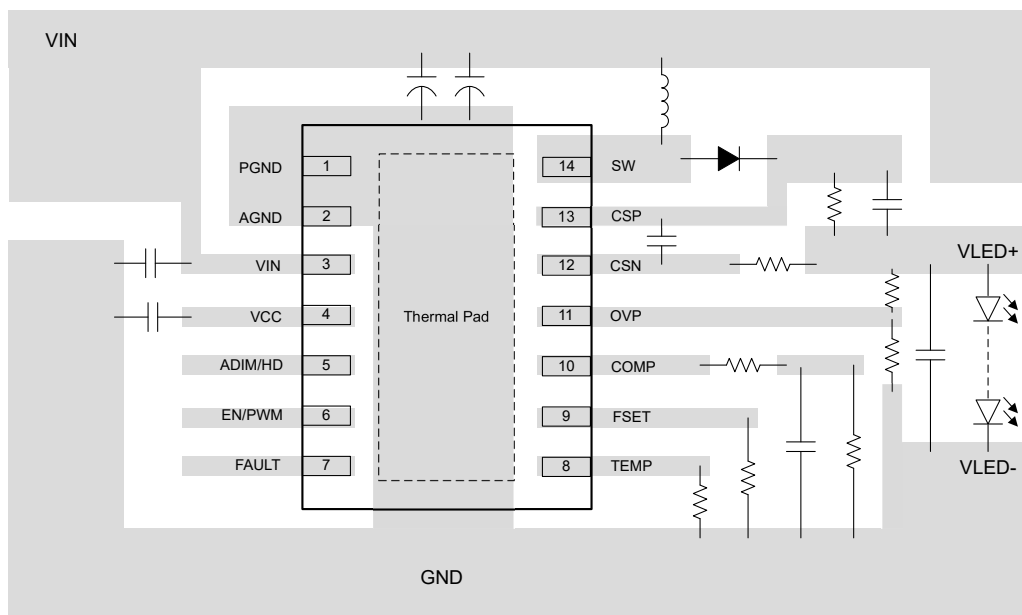 VIN
PGND 1 14 SW
AGND 2 13 CSP
VIN 3 12 CSN
VLED+
VCC 4 Thermal Pad 11 OVP
ADIM/HD 5 10 COMP
EN/PWM 6 9 FSET
FAULT 7 8 TEMP
VLED-
GND